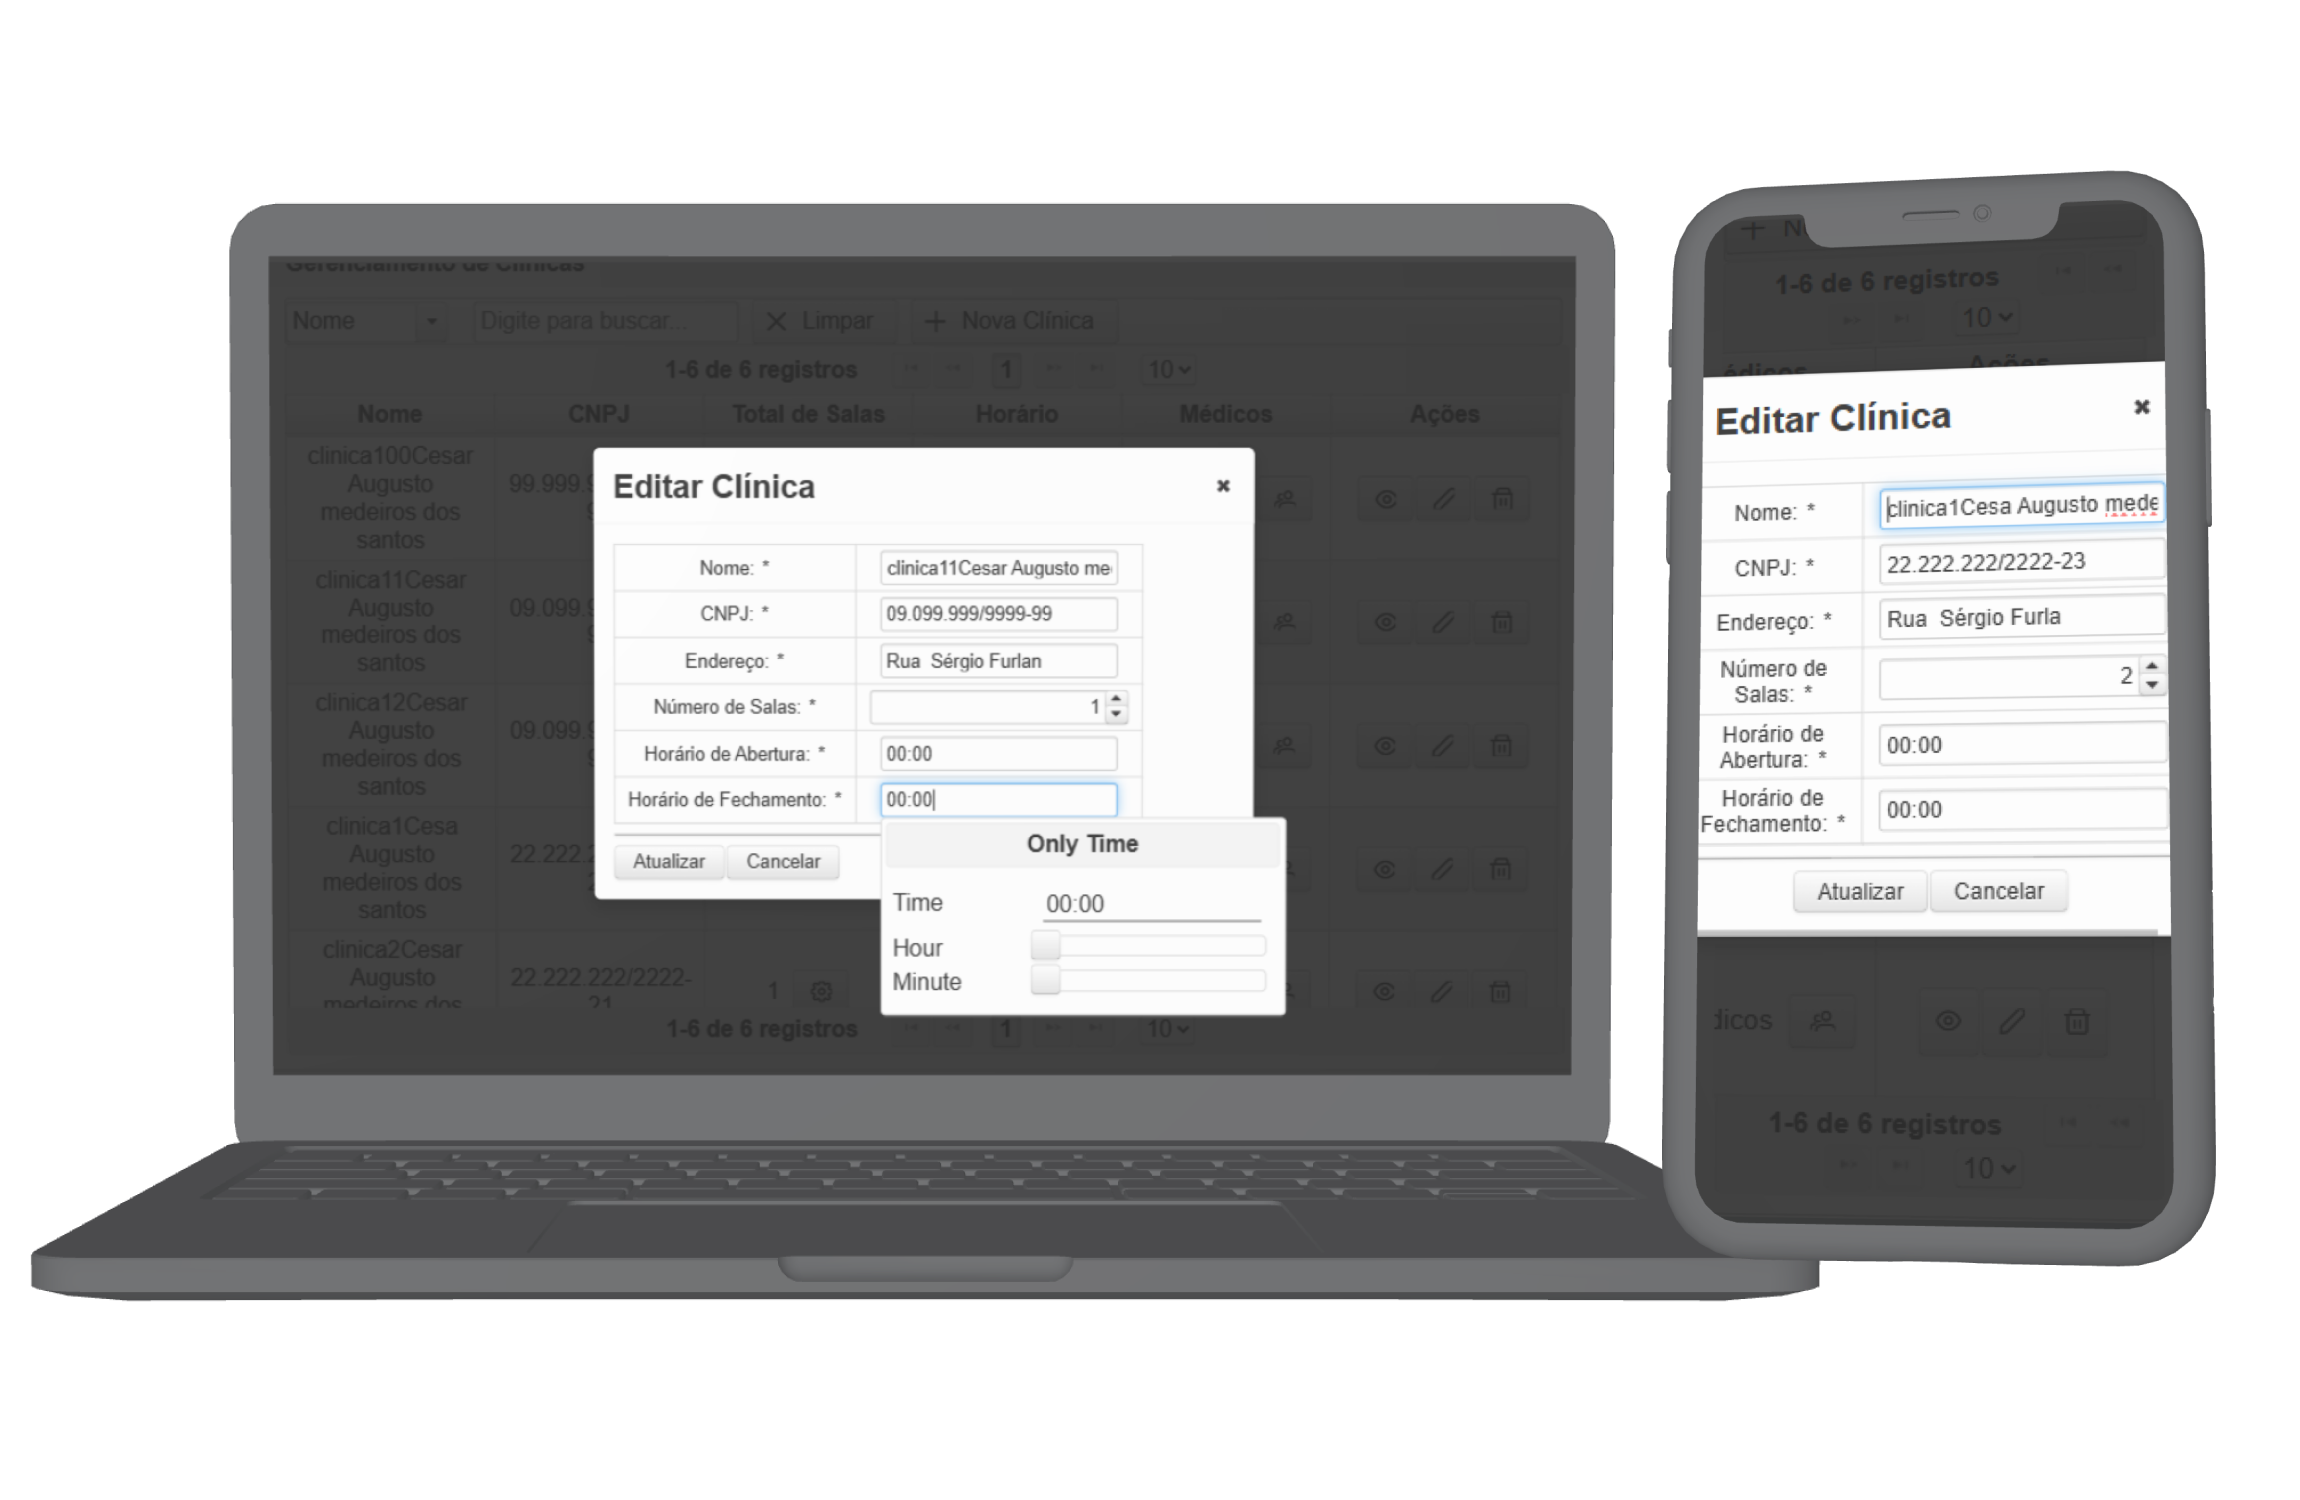 Gerenciamento de Clínicas
Nome
Digite para buscar...
Limpar
Nova Clínica
1-6 de 6 registros
1
10
Nome
CNPJ
Total de Salas
Horário
Médicos
Ações
clinica100Cesar
Augusto
medeiros dos
santos
99.999.9
clinica11Cesar
Augusto
medeiros dos
santos
09.099.9
clinica12Cesar
Augusto
medeiros dos
santos
09.099.9
clinica1Cesa
Augusto
medeiros dos
santos
22.222.2
clinica2Cesar
Augusto
medeiros dos
22.222.222/2222-
21
1
1-6 de 6 registros
1
10
Editar Clínica
Nome: *
clinica11Cesar Augusto me
CNPJ: *
09.099.999/9999-99
Endereço: *
Rua  Sérgio Furlan
Número de Salas: *
1
Horário de Abertura: *
00:00
Horário de Fechamento: *
00:00
Atualizar
Cancelar
Only Time
Time
00:00
Hour
Minute
N
1-6 de 6 registros
10
édicos
Ações
Editar Clínica
Nome: *
clinica1Cesa Augusto mede
CNPJ: *
22.222.222/2222-23
Endereço: *
Rua  Sérgio Furla
Número de
Salas: *
2
Horário de
Abertura: *
00:00
Horário de
Fechamento: *
00:00
Atualizar
Cancelar
dicos
1-6 de 6 registros
10